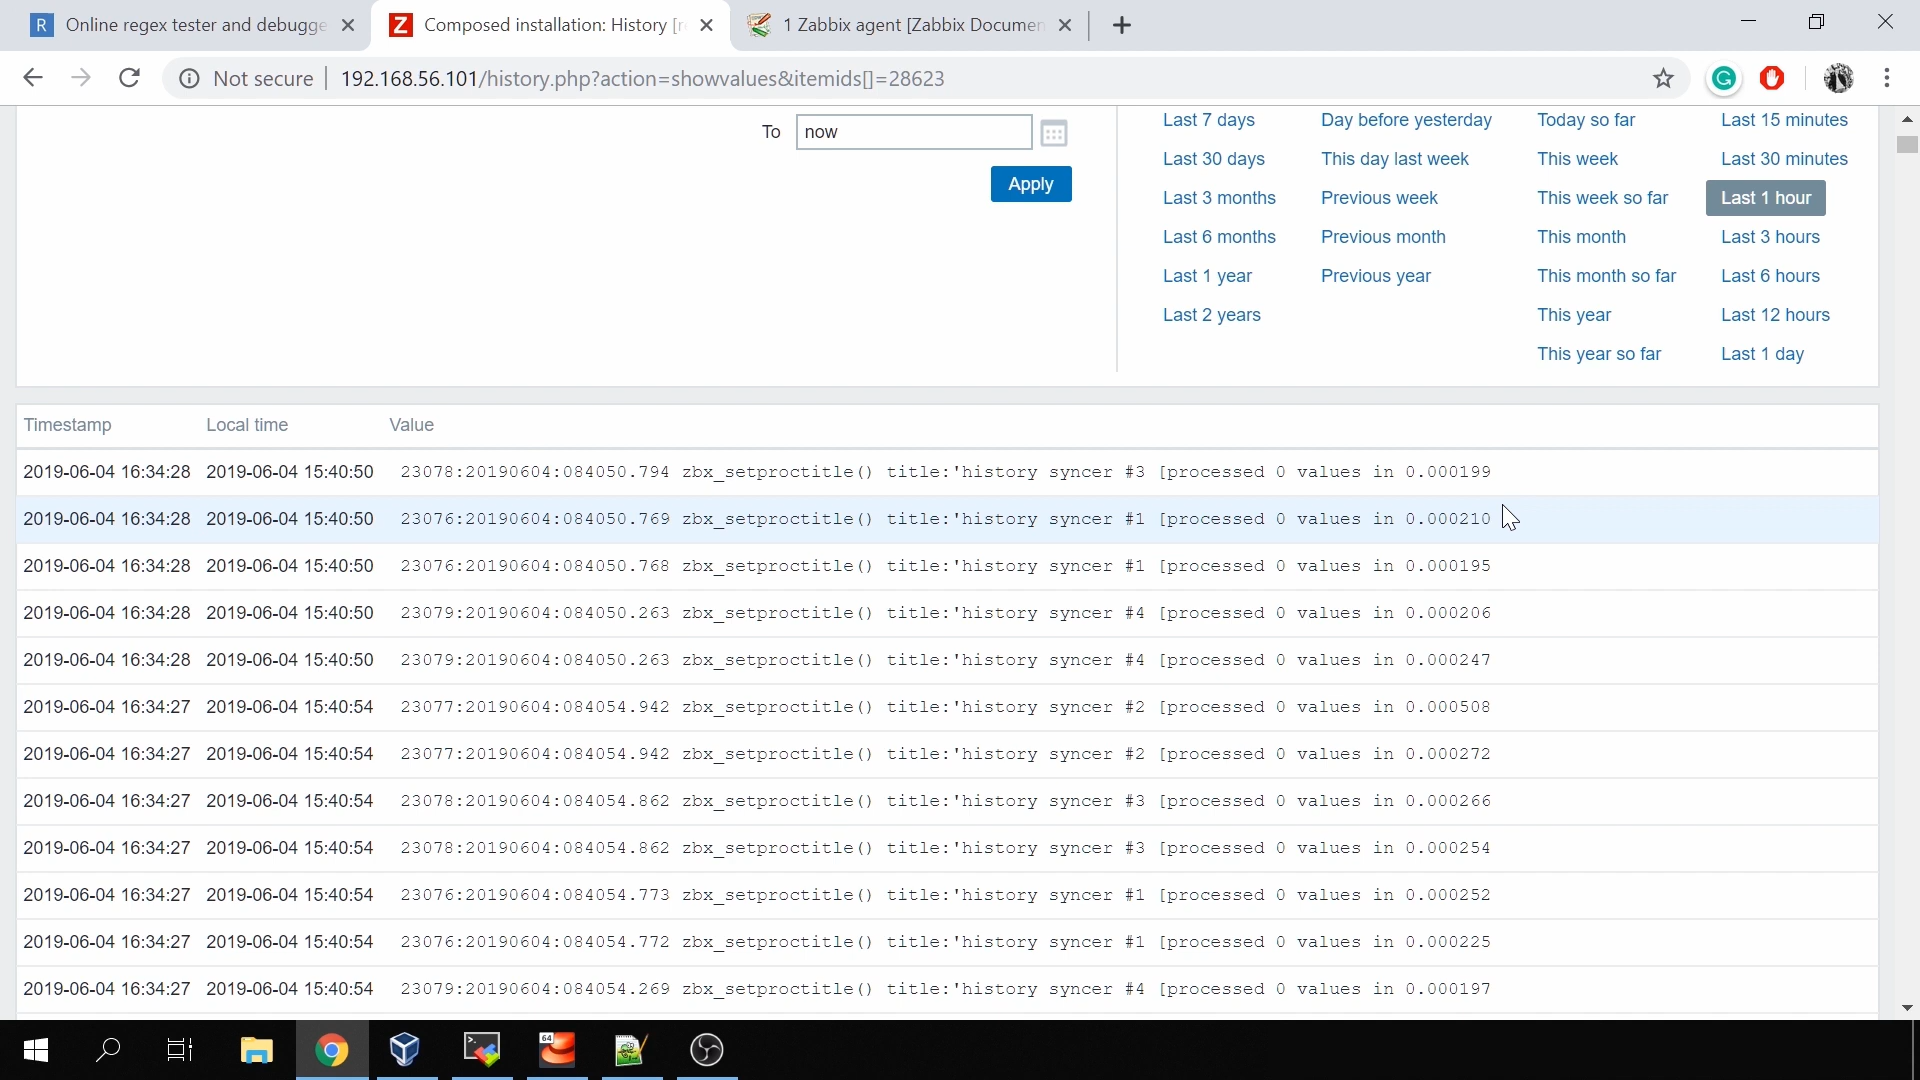 Online regex tester and debugge
Composed installation: History [r
1 Zabbix agent [Zabbix Documen
Not secure 192.168.56.101/history.php?action=showvalues&itemids[]=28623
To now
Apply
Last 7 days Day before yesterday Today so far Last 15 minutes
Last 30 days This day last week This week Last 30 minutes
Last 3 months Previous week This week so far Last 1 hour
Last 6 months Previous month This month Last 3 hours
Last 1 year Previous year This month so far Last 6 hours
Last 2 years This year Last 12 hours
This year so far Last 1 day
Timestamp Local time Value
2019-06-04 16:34:28 2019-06-04 15:40:50 23078:20190604:084050.794 zbx_setproctitle() title:'history syncer #3 [processed 0 values in 0.000199
2019-06-04 16:34:28 2019-06-04 15:40:50 23076:20190604:084050.769 zbx_setproctitle() title:'history syncer #1 [processed 0 values in 0.000210
2019-06-04 16:34:28 2019-06-04 15:40:50 23076:20190604:084050.768 zbx_setproctitle() title:'history syncer #1 [processed 0 values in 0.000195
2019-06-04 16:34:28 2019-06-04 15:40:50 23079:20190604:084050.263 zbx_setproctitle() title:'history syncer #4 [processed 0 values in 0.000206
2019-06-04 16:34:28 2019-06-04 15:40:50 23079:20190604:084050.263 zbx_setproctitle() title:'history syncer #4 [processed 0 values in 0.000247
2019-06-04 16:34:27 2019-06-04 15:40:54 23077:20190604:084054.942 zbx_setproctitle() title:'history syncer #2 [processed 0 values in 0.000508
2019-06-04 16:34:27 2019-06-04 15:40:54 23077:20190604:084054.942 zbx_setproctitle() title:'history syncer #2 [processed 0 values in 0.000272
2019-06-04 16:34:27 2019-06-04 15:40:54 23078:20190604:084054.862 zbx_setproctitle() title:'history syncer #3 [processed 0 values in 0.000266
2019-06-04 16:34:27 2019-06-04 15:40:54 23078:20190604:084054.862 zbx_setproctitle() title:'history syncer #3 [processed 0 values in 0.000254
2019-06-04 16:34:27 2019-06-04 15:40:54 23076:20190604:084054.773 zbx_setproctitle() title:'history syncer #1 [processed 0 values in 0.000252
2019-06-04 16:34:27 2019-06-04 15:40:54 23076:20190604:084054.772 zbx_setproctitle() title:'history syncer #1 [processed 0 values in 0.000225
2019-06-04 16:34:27 2019-06-04 15:40:54 23079:20190604:084054.269 zbx_setproctitle() title:'history syncer #4 [processed 0 values in 0.000197
64